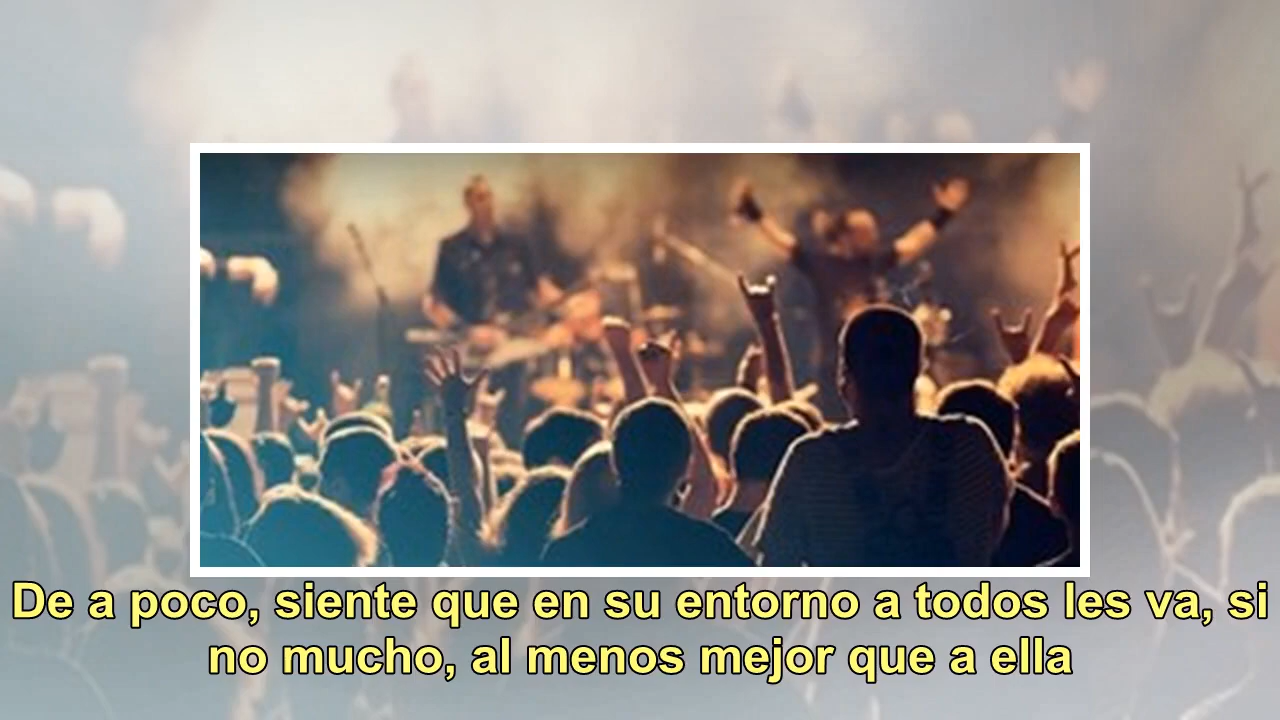 De a poco, siente que en su entorno a todos les va, si
no mucho, al menos mejor que a ella